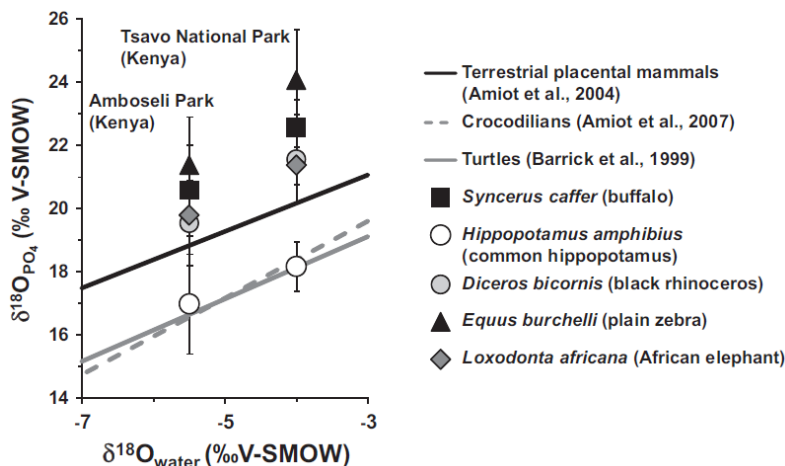 26
24
22
20
18
16
14
-7
-5
-3
δ18OPO4 (‰ V-SMOW)
δ18Owater (‰V-SMOW)
Tsavo National Park
(Kenya)
Amboseli Park
(Kenya)
Terrestrial placental mammals
(Amiot et al., 2004)
Crocodilians (Amiot et al., 2007)
Turtles (Barrick et al., 1999)
Syncerus caffer (buffalo)
Hippopotamus amphibius
(common hippopotamus)
Diceros bicornis (black rhinoceros)
Equus burchelli (plain zebra)
Loxodonta africana (African elephant)